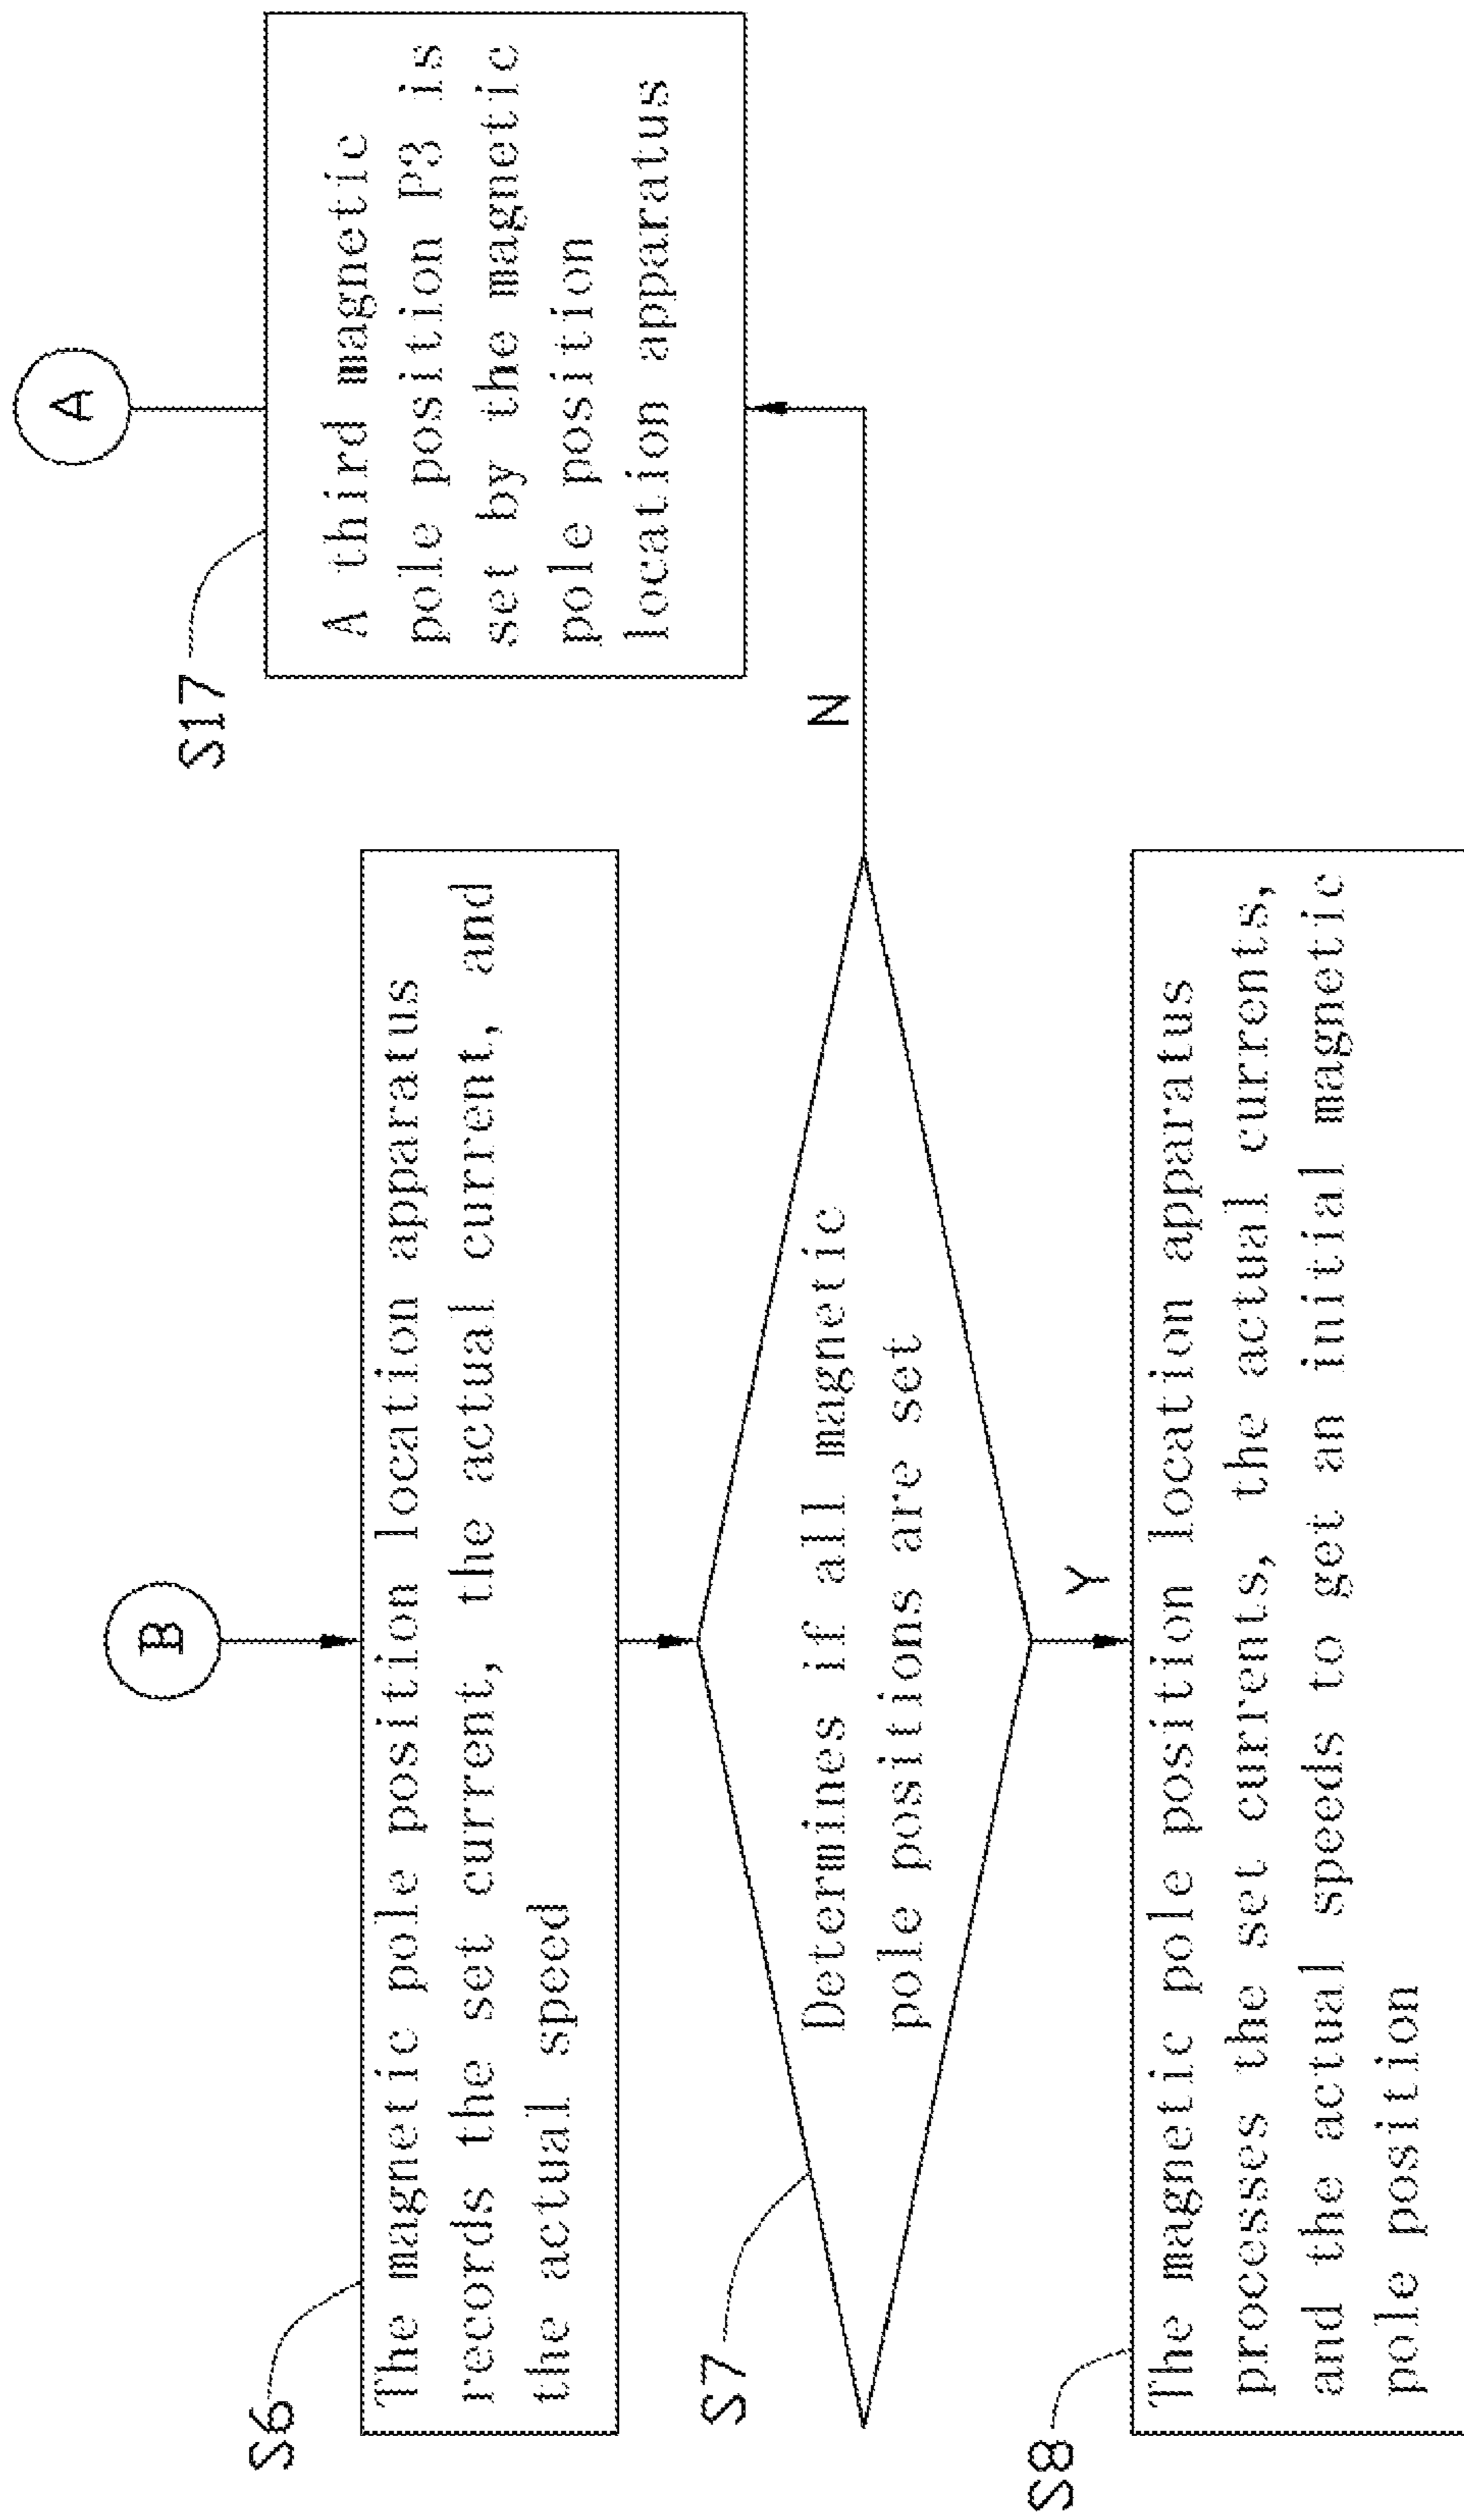 B
S6
The magnetic pole position location apparatus
records the set current, the actual current, and
the actual speed
S7
Determines if all magnetic
pole positions are set
N
Y
S8
The magnetic pole position location apparatus
processes the set currents, the actual currents,
and the actual speeds to get an initial magnetic
pole position
A
S17
A third magnetic
pole position P3 is
set by the magnetic
pole position
location apparatus